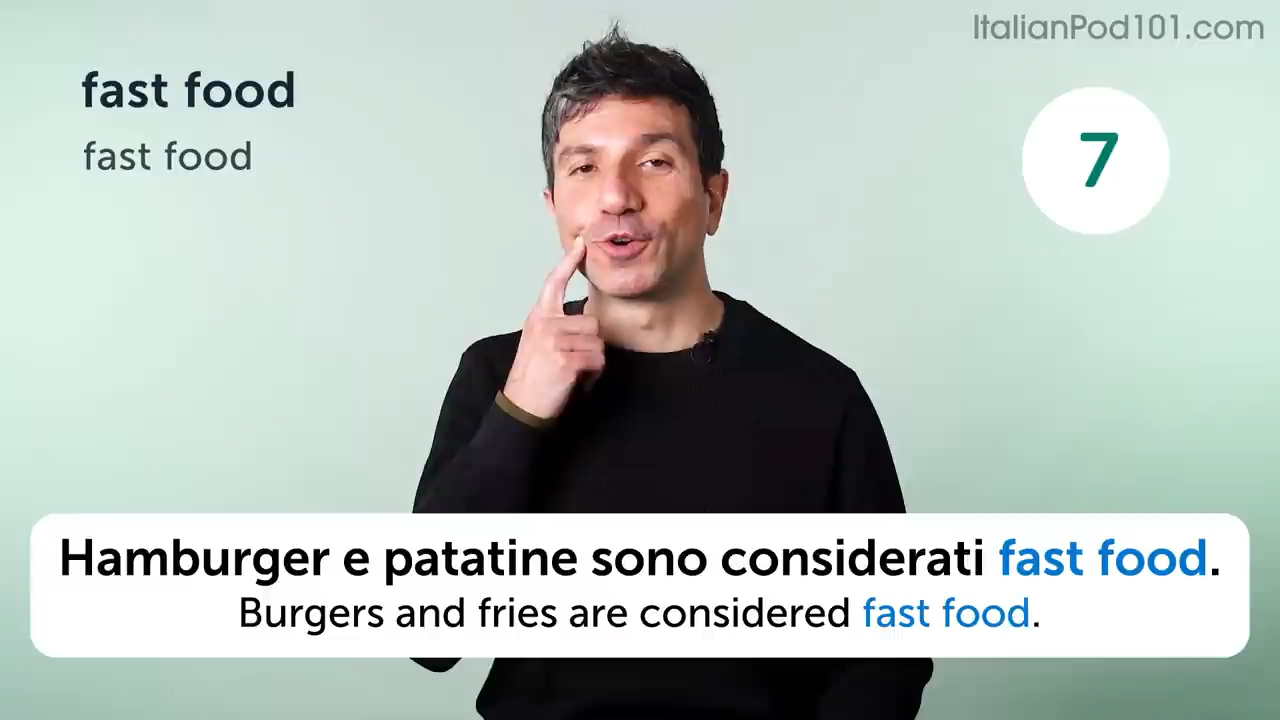 ItalianPod101.com
fast food
fast food
7
Hamburger e patatine sono considerati fast food.
Burgers and fries are considered fast food.